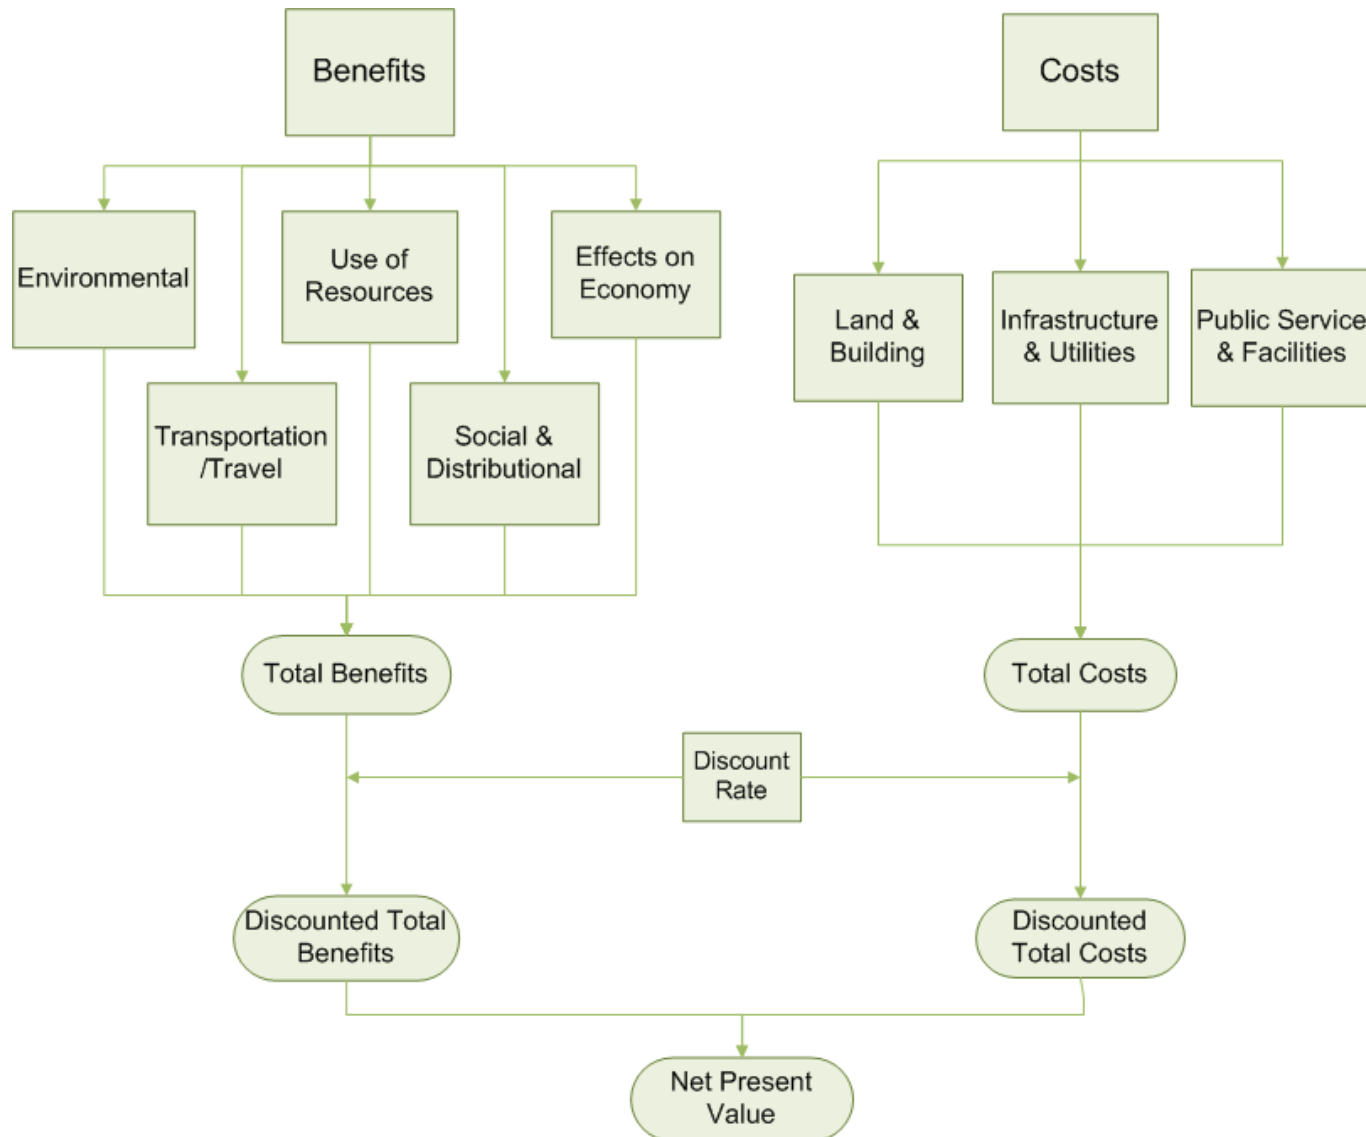 Benefits
Costs
Environmental
Use of
Resources
Effects on
Economy
Land &
Building
Infrastructure
& Utilities
Public Service
& Facilities
Transportation
/Travel
Social &
Distributional
Total Benefits
Total Costs
Discount
Rate
Discounted Total
Benefits
Discounted
Total Costs
Net Present
Value